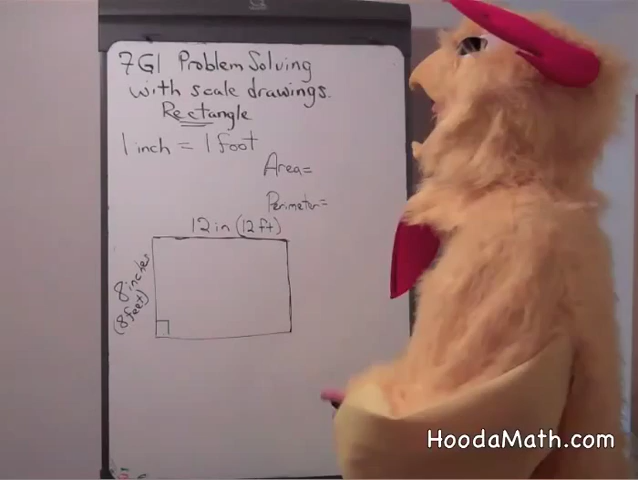 7G1 Problem Solving
with scale drawings.
Rectangle
1 inch = 1 foot
Area=
Perimeter=
12 in (12 ft)
8 inches
(8 feet)
HoodaMath.com